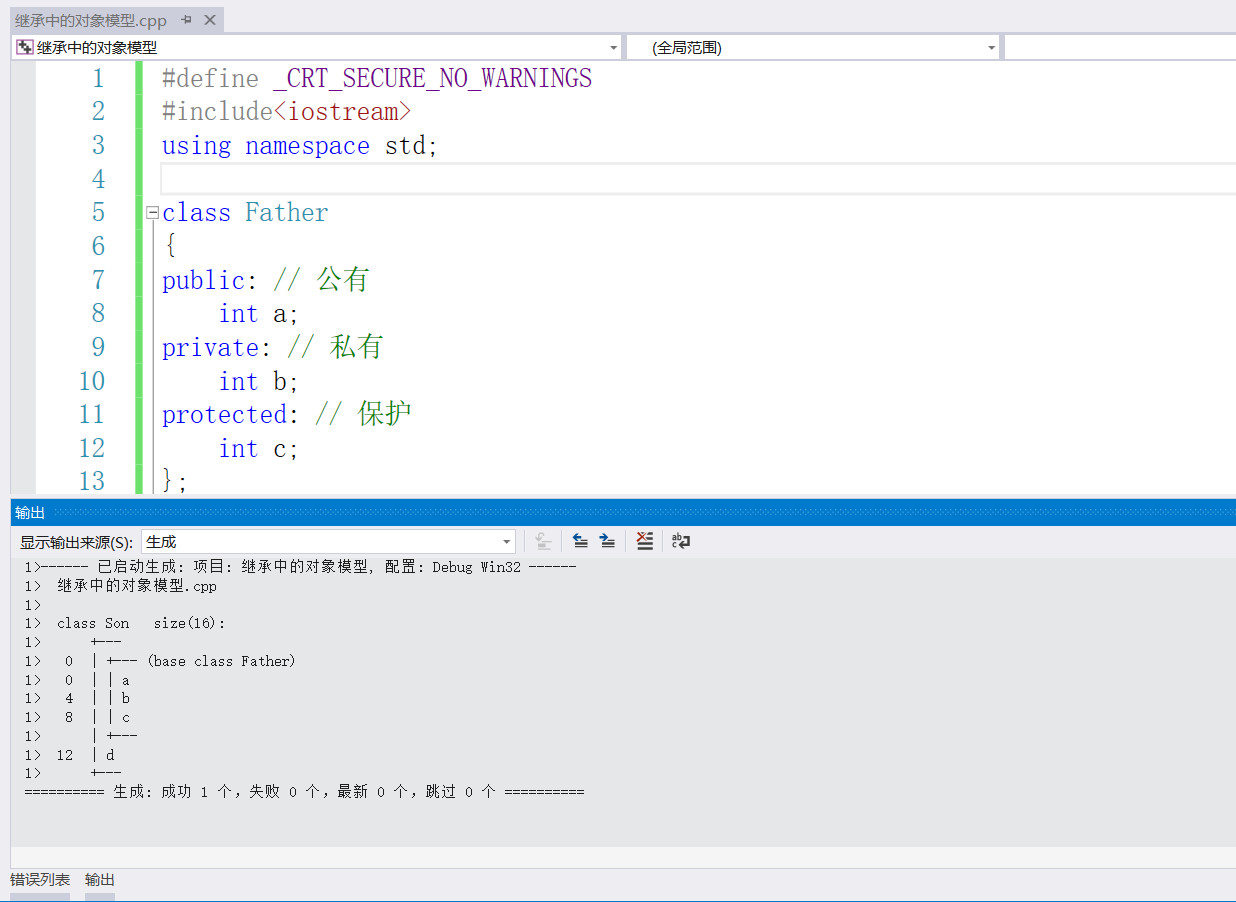 继承中的对象模型.cpp
继承中的对象模型 (全局范围)
1 #define _CRT_SECURE_NO_WARNINGS
2 #include<iostream>
3 using namespace std;
4
5 class Father
6 {
7 public: // 公有
8 int a;
9 private: // 私有
10 int b;
11 protected: // 保护
12 int c;
13 };
输出
显示输出来源(S): 生成
1>------ 已启动生成: 项目: 继承中的对象模型, 配置: Debug Win32 ------
1> 继承中的对象模型.cpp
1>
1> class Son size(16):
1> +---
1> 0 | +--- (base class Father)
1> 0 | | a
1> 4 | | b
1> 8 | | c
1> | +---
1> 12 | d
1> +---
========== 生成: 成功 1 个，失败 0 个，最新 0 个，跳过 0 个 ==========
错误列表 输出